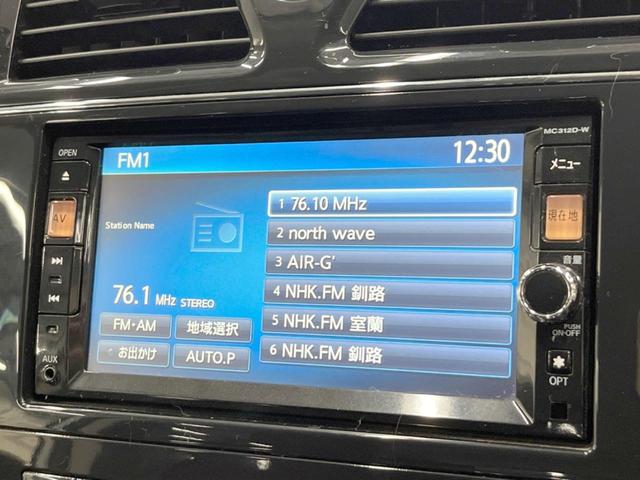 MC312D-W
OPEN
FM1
12:30
メニュー
AV
Station Name
1 76.10 MHz
2 north wave
3 AIR-G'
4 NHK.FM 釧路
5 NHK.FM 室蘭
6 NHK.FM 釧路
現在地
音量
76.1 MHz STEREO
FM・AM
地域選択
お出かけ
AUTO.P
PUSH
ON-OFF
AUX
OPT